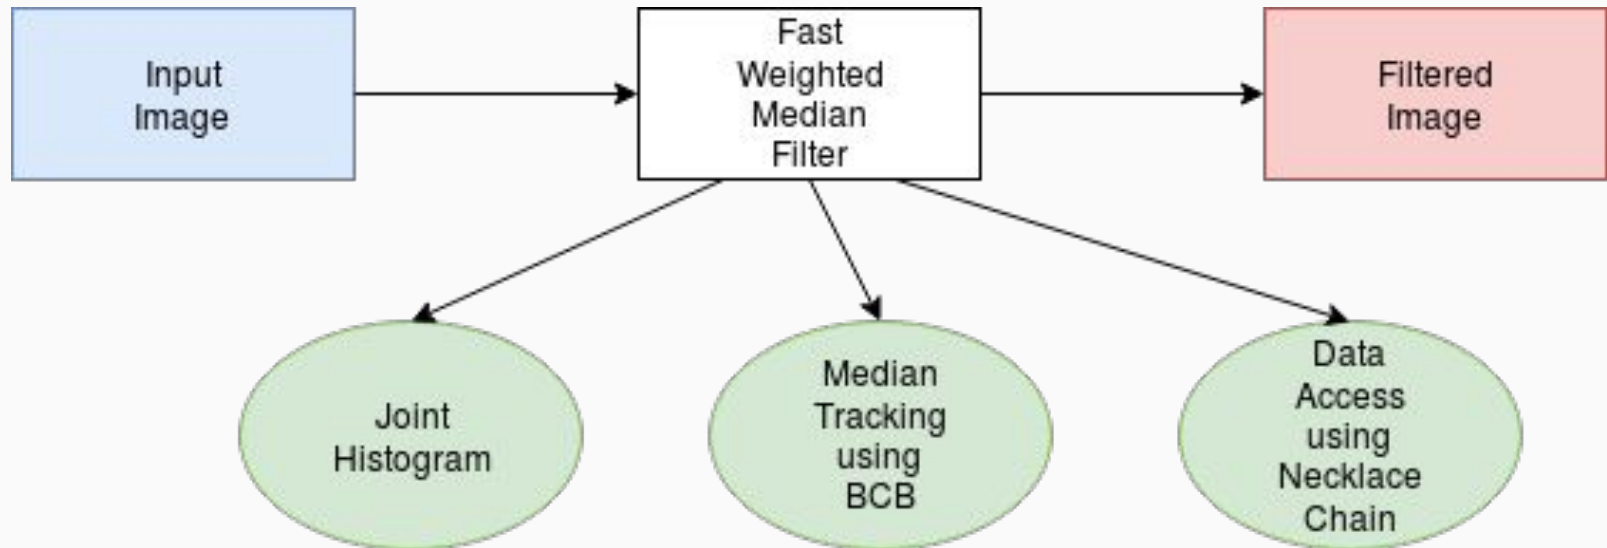 Input
Image
Fast
Weighted
Median
Filter
Filtered
Image
Joint
Histogram
Median
Tracking
using
BCB
Data
Access
using
Necklace
Chain